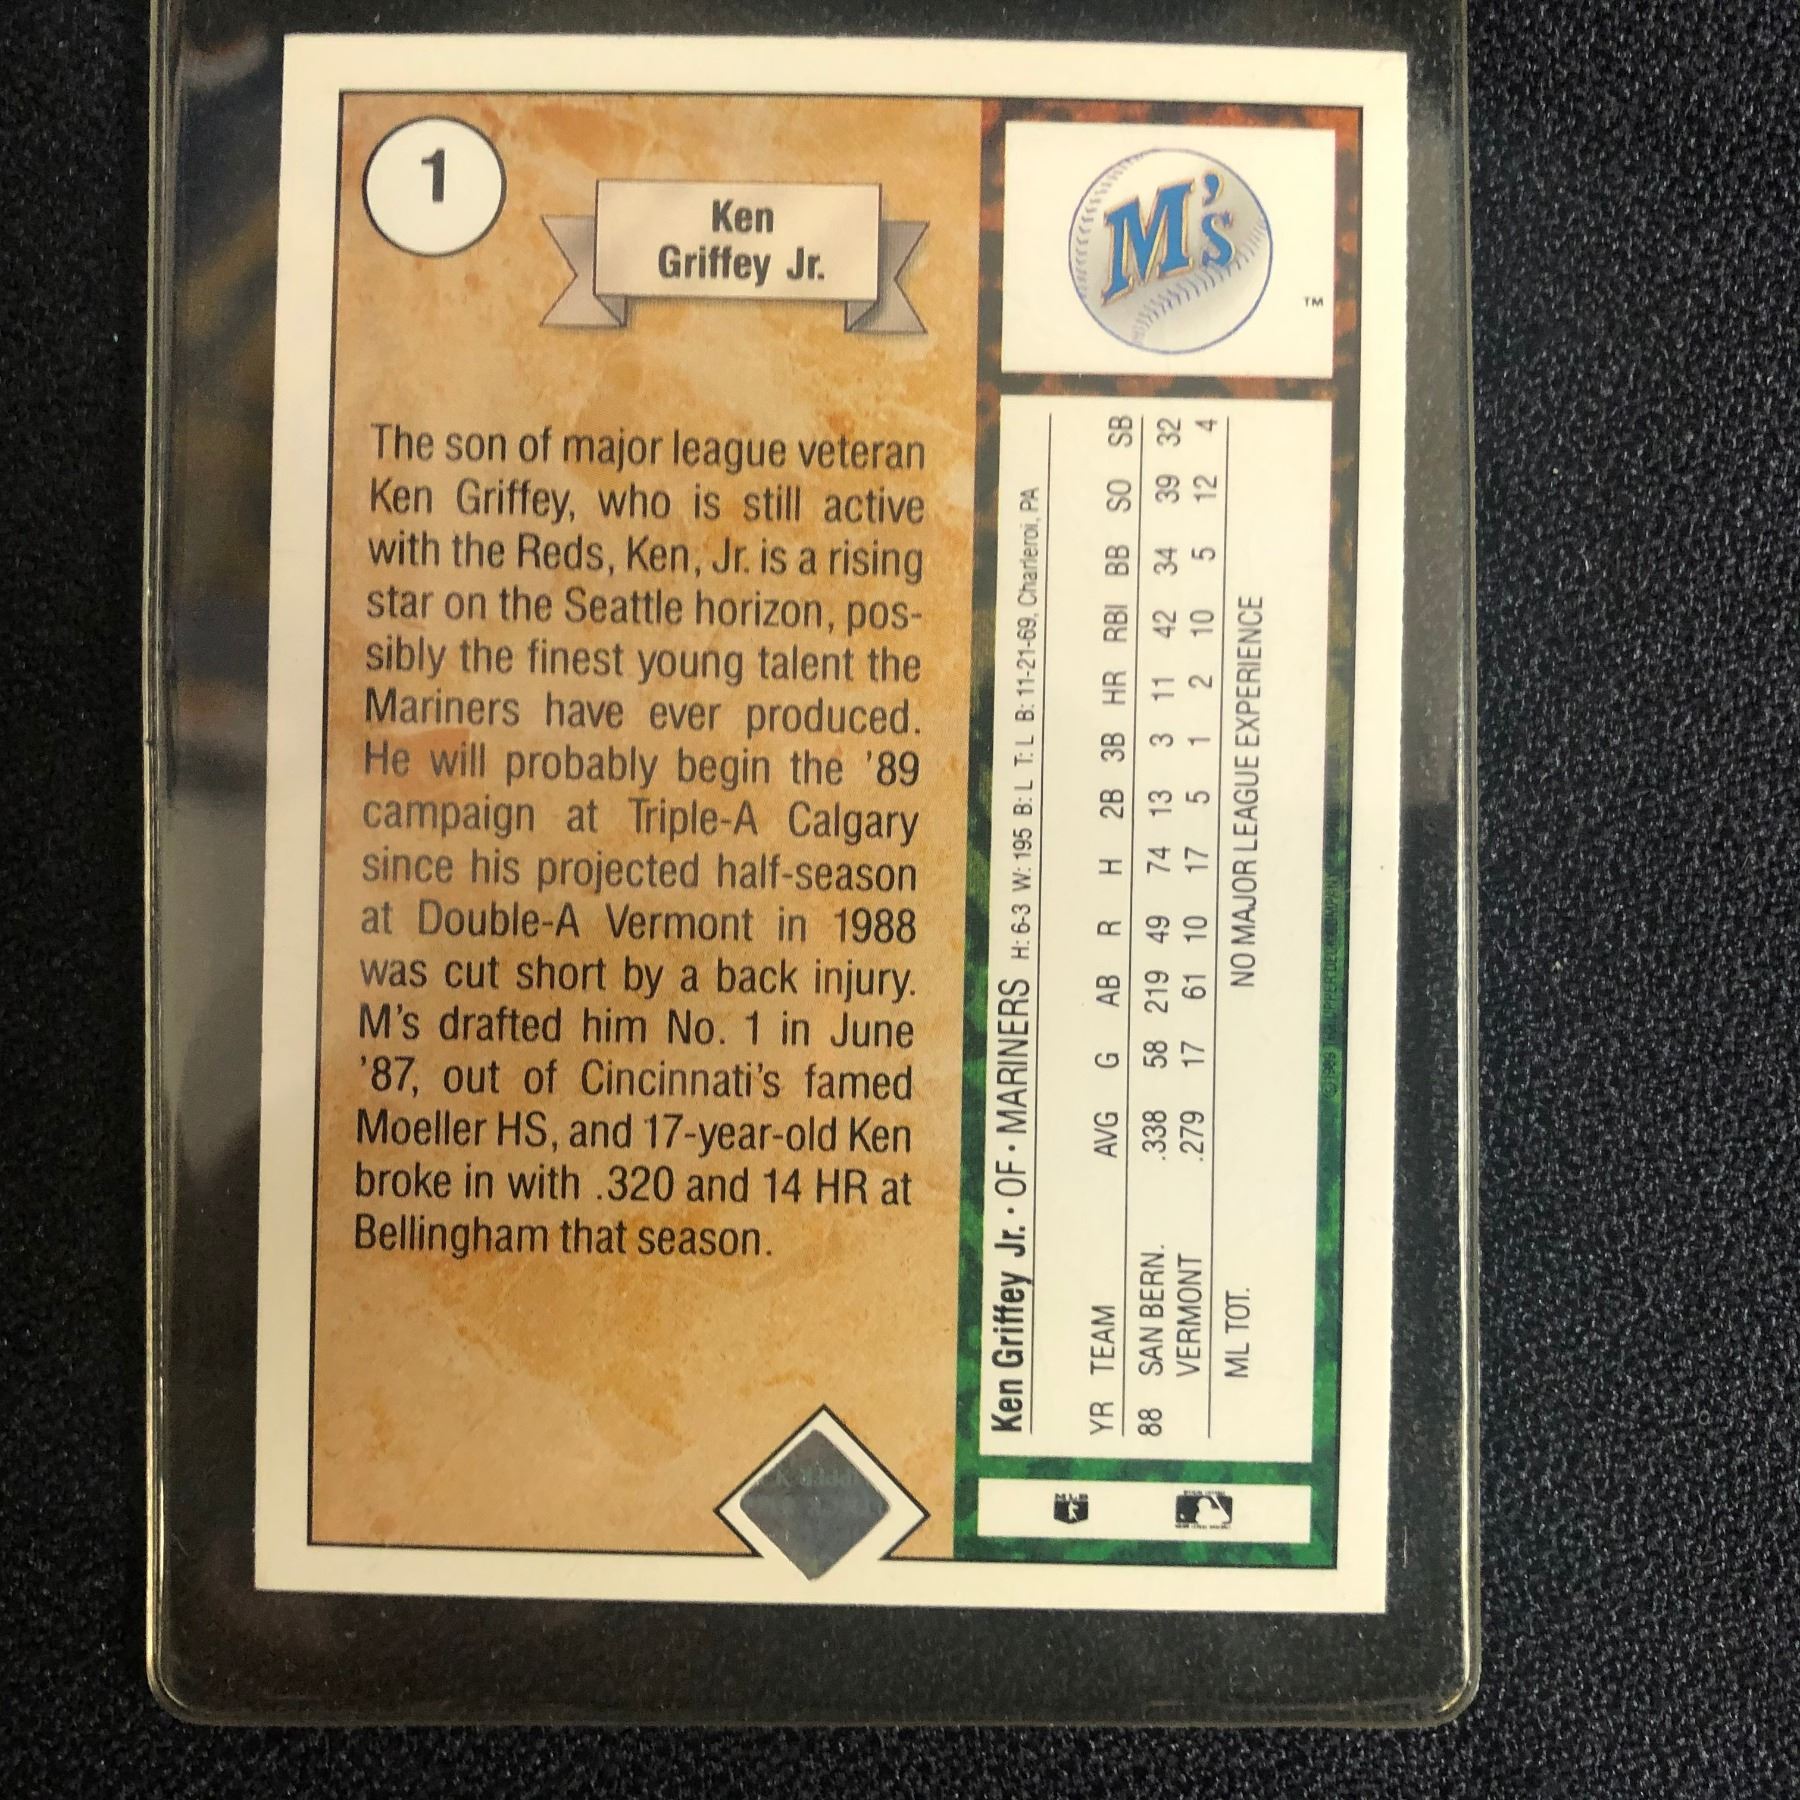 1
Ken
Griffey Jr.
The son of major league veteran
Ken Griffey, who is still active
with the Reds, Ken, Jr. is a rising
star on the Seattle horizon, pos-
sibly the finest young talent the
Mariners have ever produced.
He will probably begin the '89
campaign at Triple-A Calgary
since his projected half-season
at Double-A Vermont in 1988
was cut short by a back injury.
M's drafted him No. 1 in June
'87, out of Cincinnati's famed
Moeller HS, and 17-year-old Ken
broke in with .320 and 14 HR at
Bellingham that season.
M's
TM
Ken Griffey Jr. • OF • MARINERS H: 6-3 W: 195 B: L T: L B: 11-21-69, Charleroi, PA
YR TEAM AVG G AB R H 2B 3B HR RBI BB SO SB
88 SAN BERN. .338 58 219 49 74 13 3 11 42 34 39 32
VERMONT .279 17 61 10 17 5 1 2 10 5 12 4
ML TOT. NO MAJOR LEAGUE EXPERIENCE
© 1989